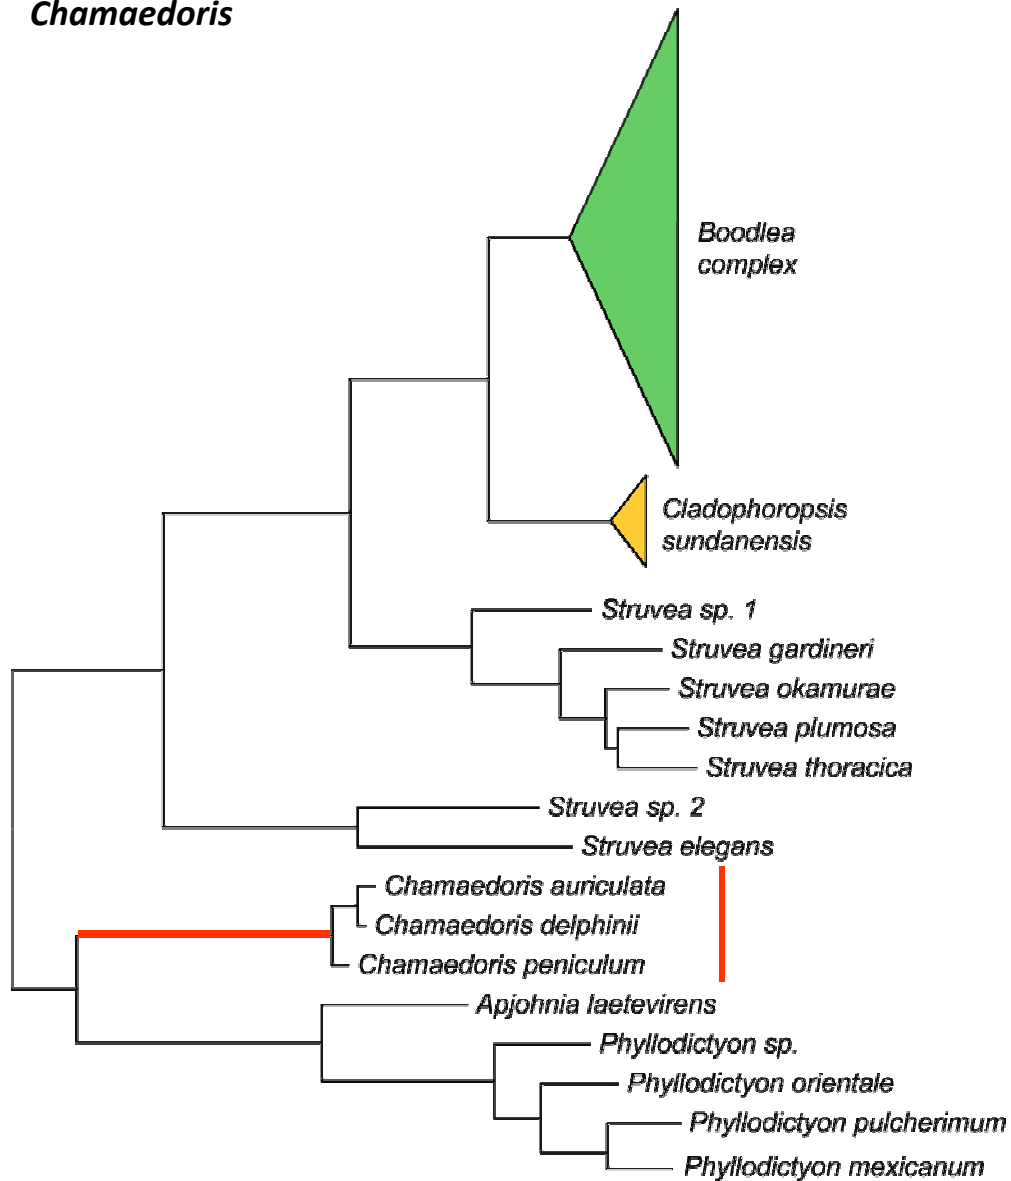 Chamaedoris
Boodlea
complex
Cladophoropsis
sundanensis
Struvea sp. 1
Struvea gardineri
Struvea okamurae
Struvea plumosa
Struvea thoracica
Struvea sp. 2
Struvea elegans
Chamaedoris auriculata
Chamaedoris delphinii
Chamaedoris peniculum
Apjohnia laetevirens
Phyllodictyon sp.
Phyllodictyon orientale
Phyllodictyon pulcherimum
Phyllodictyon mexicanum